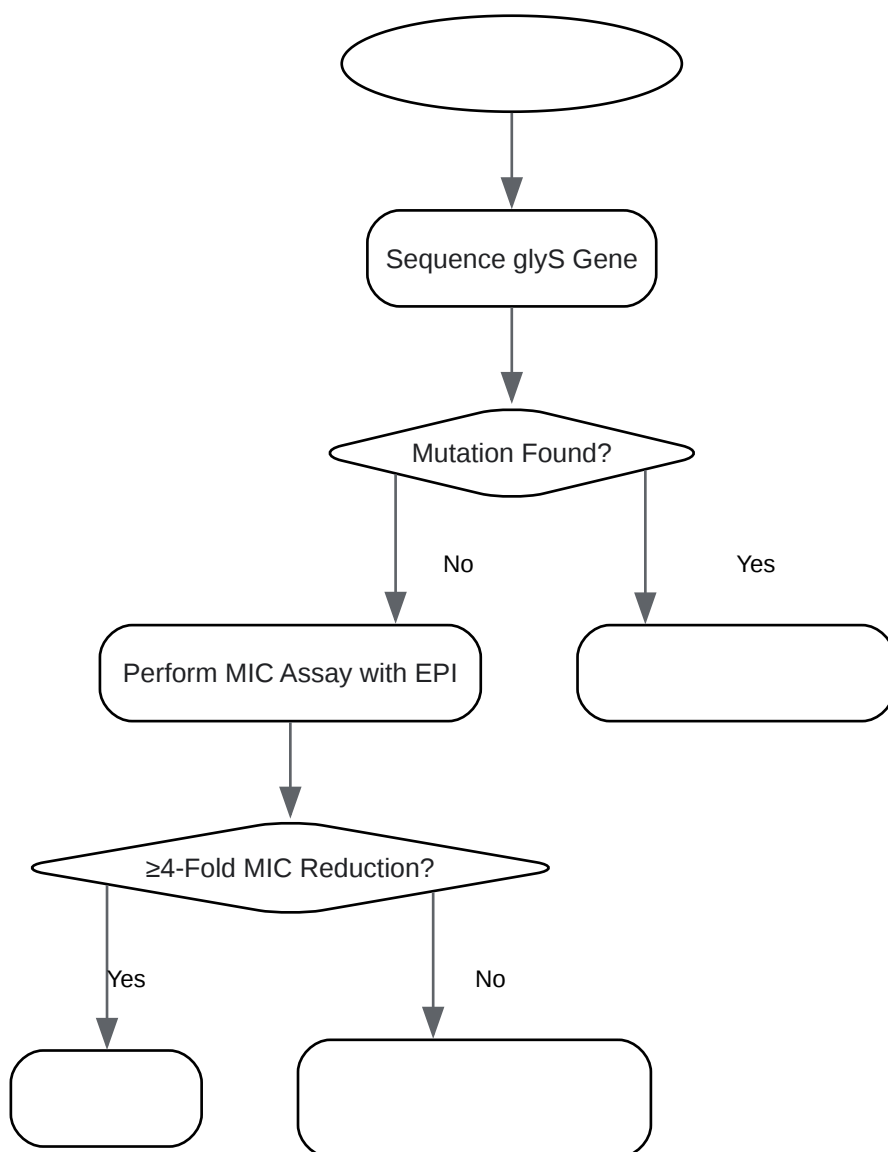 Sequence glyS Gene
Mutation Found?
No
Yes
Perform MIC Assay with EPI
≥4-Fold MIC Reduction?
Yes
No